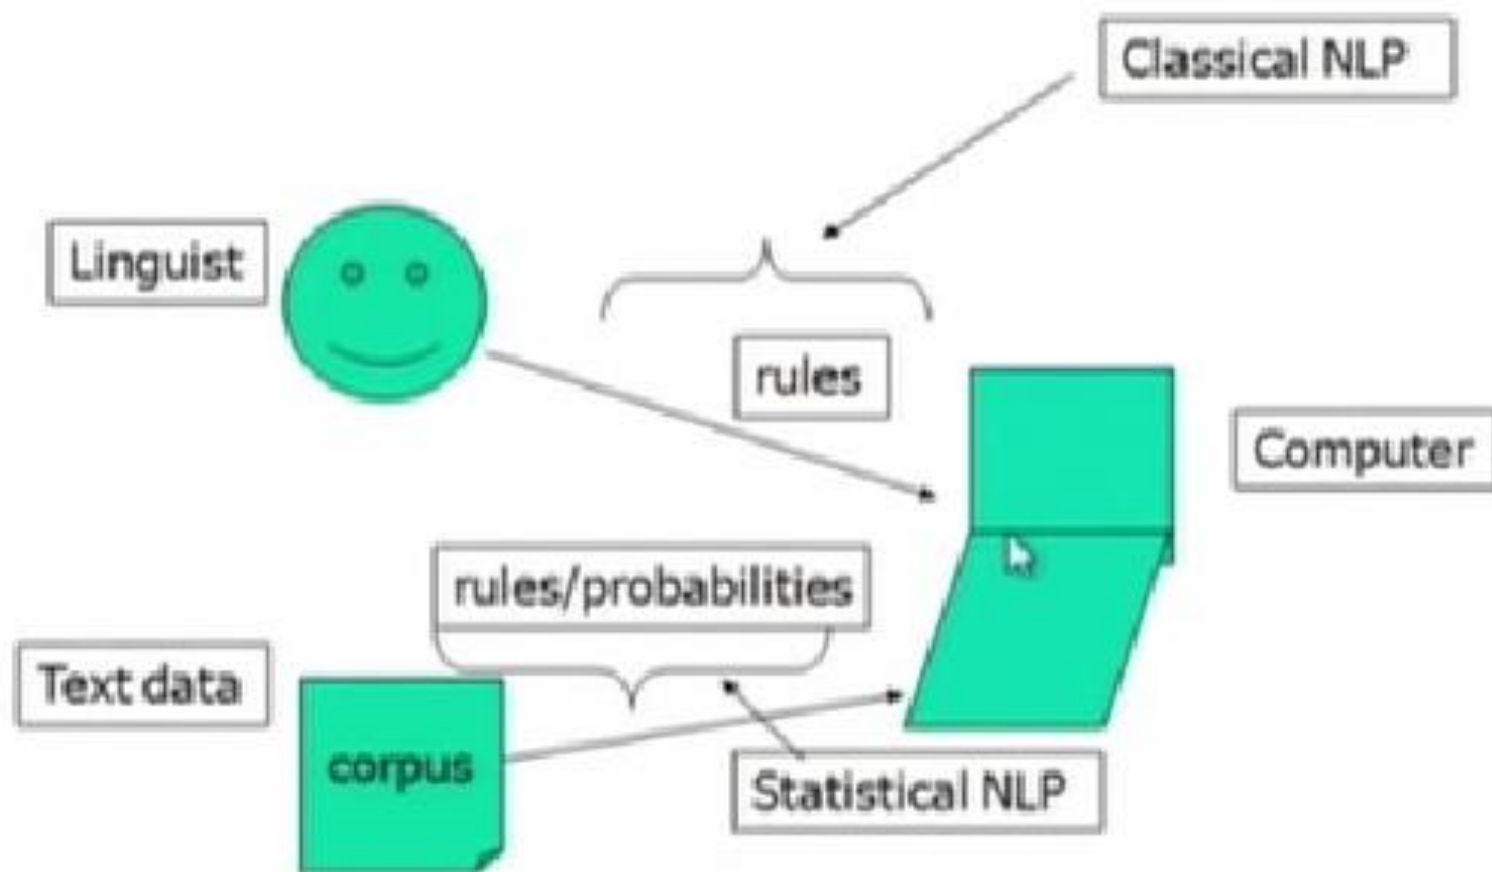 Classical NLP
Linguist
rules
Computer
rules/probabilities
Text data
corpus
Statistical NLP